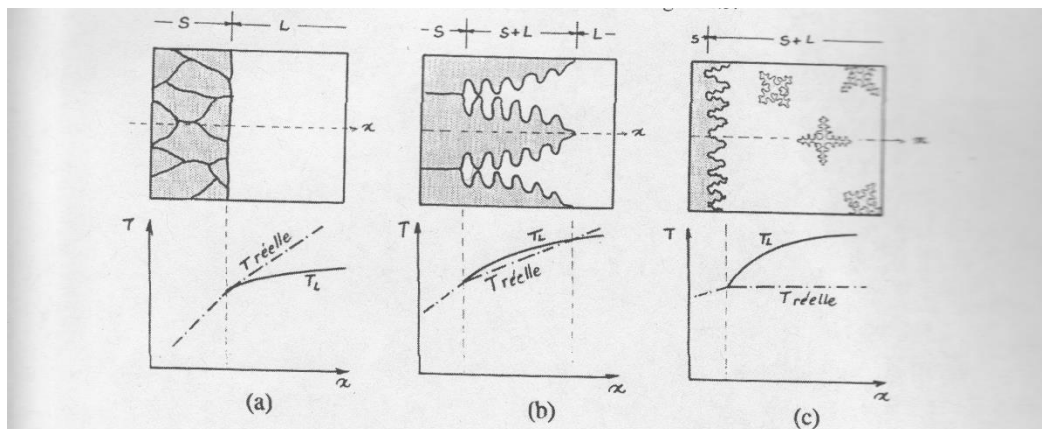 S L
S S+L L
S S+L
x
x
x
T
T réelle
T_L
x
T
T_L
T réelle
x
T
T_L
T réelle
x
(a)
(b)
(c)